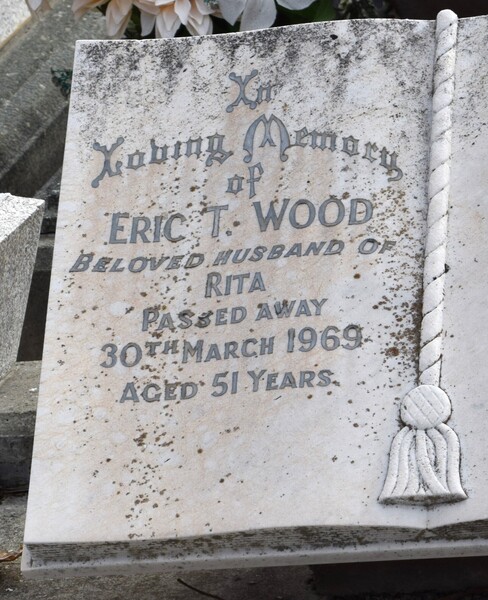 In
Loving Memory
of
ERIC T. WOOD
BELOVED HUSBAND OF
RITA
PASSED AWAY
30TH MARCH 1969
AGED 51 YEARS